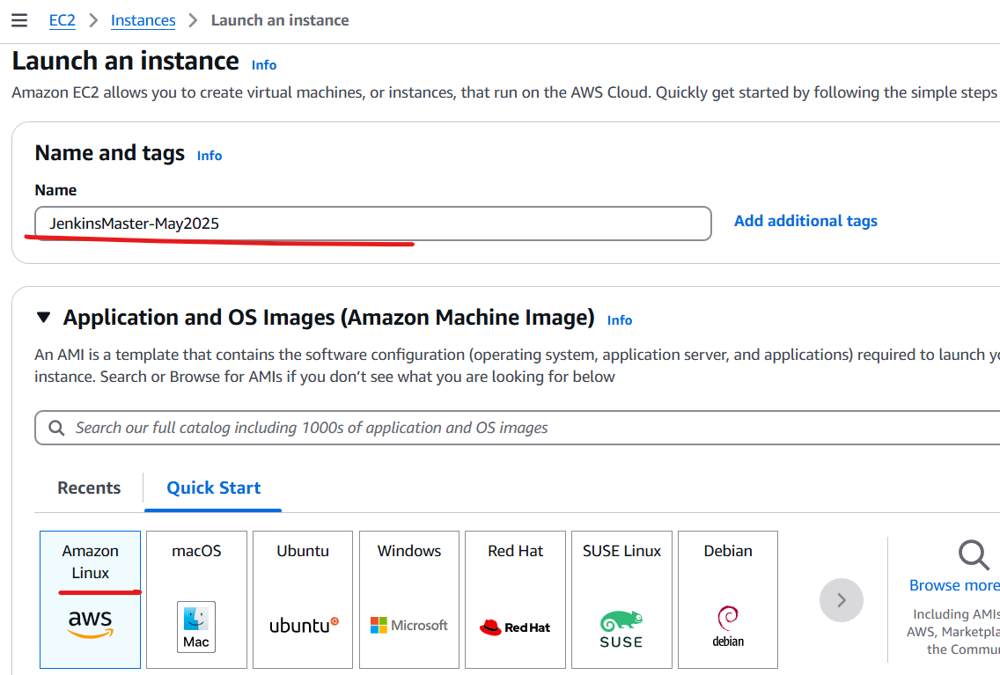 EC2 > Instances > Launch an instance
Launch an instance Info
Amazon EC2 allows you to create virtual machines, or instances, that run on the AWS Cloud. Quickly get started by following the simple steps
Name and tags Info
Name
JenkinsMaster-May2025
Add additional tags
Application and OS Images (Amazon Machine Image) Info
An AMI is a template that contains the software configuration (operating system, application server, and applications) required to launch
instance. Search or Browse for AMIs if you don’t see what you are looking for below
Search our full catalog including 1000s of application and OS images
Recents
Quick Start
Amazon
Linux
aws
macOS
Mac
Ubuntu
ubuntu
Windows
Microsoft
Red Hat
Red Hat
SUSE Linux
SUSE
Debian
debian
Browse more
Including AMIs
AWS,
the